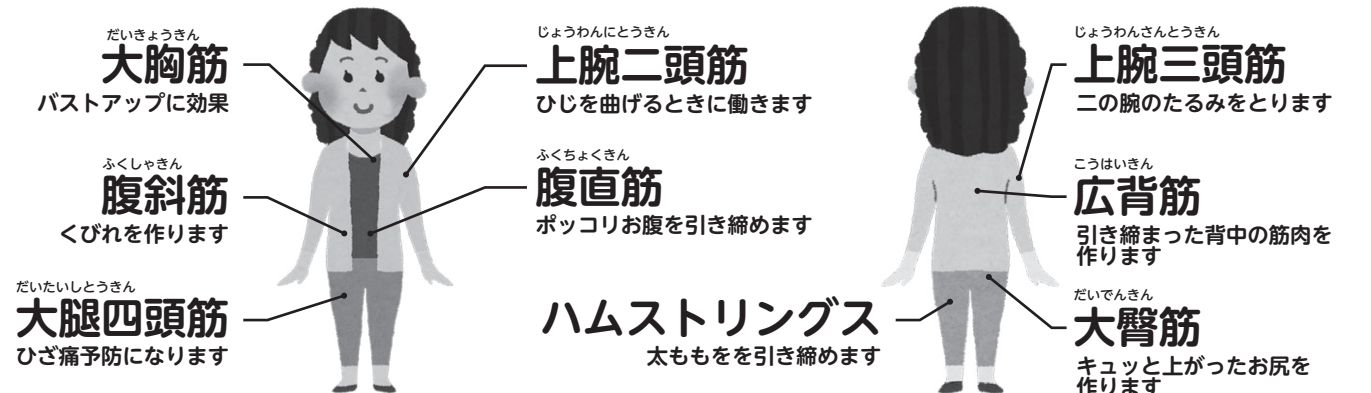 だいきょうきん
大胸筋
バストアップに効果
ふくしゃきん
腹斜筋
くびれを作ります
だいたいしとうきん
大腿四頭筋
ひざ痛予防になります
じょうわんにとうきん
上腕二頭筋
ひじを曲げるときに働きます
ふくちょくきん
腹直筋
ポッコリお腹を引き締めます
ハムストリングス
太ももをを引き締めます
じょうわんさんとうきん
上腕三頭筋
二の腕のたるみをとります
こうはいきん
広背筋
引き締まった背中の筋肉を
作ります
だいでんきん
大臀筋
キュッと上がったお尻を
作ります